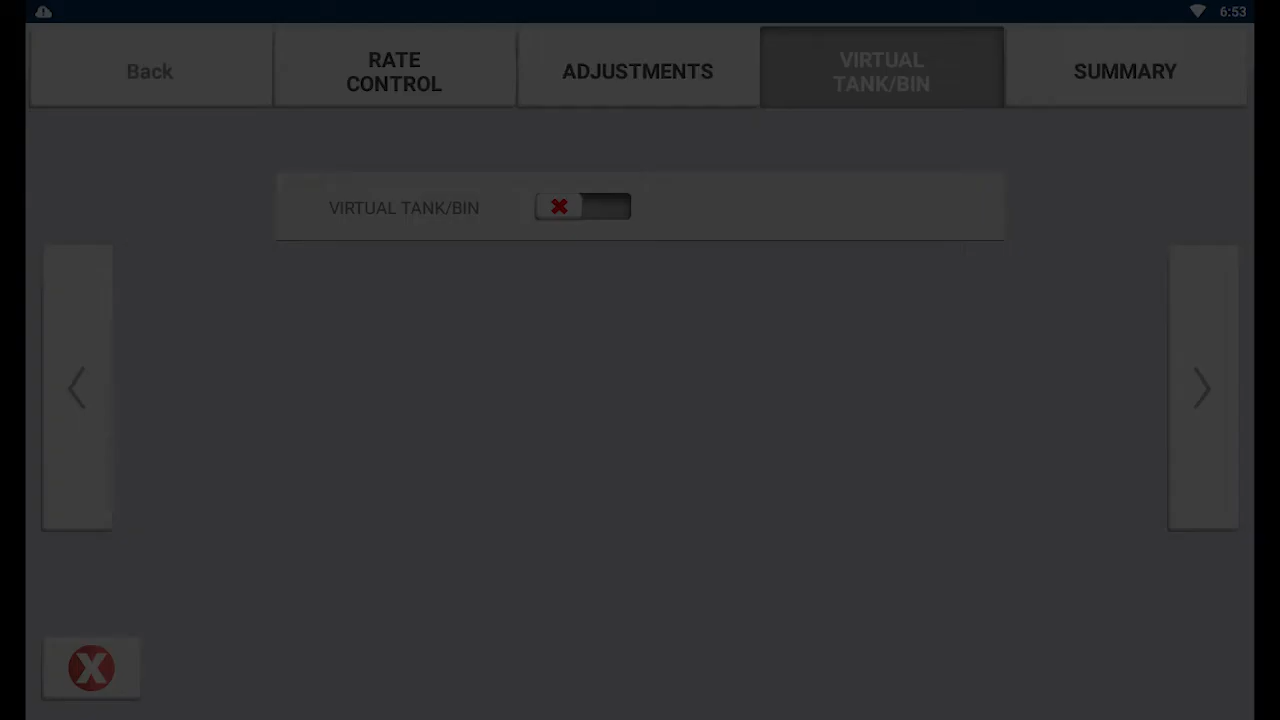 6:53
Back
RATE
CONTROL
ADJUSTMENTS
VIRTUAL
TANK/BIN
SUMMARY
VIRTUAL TANK/BIN